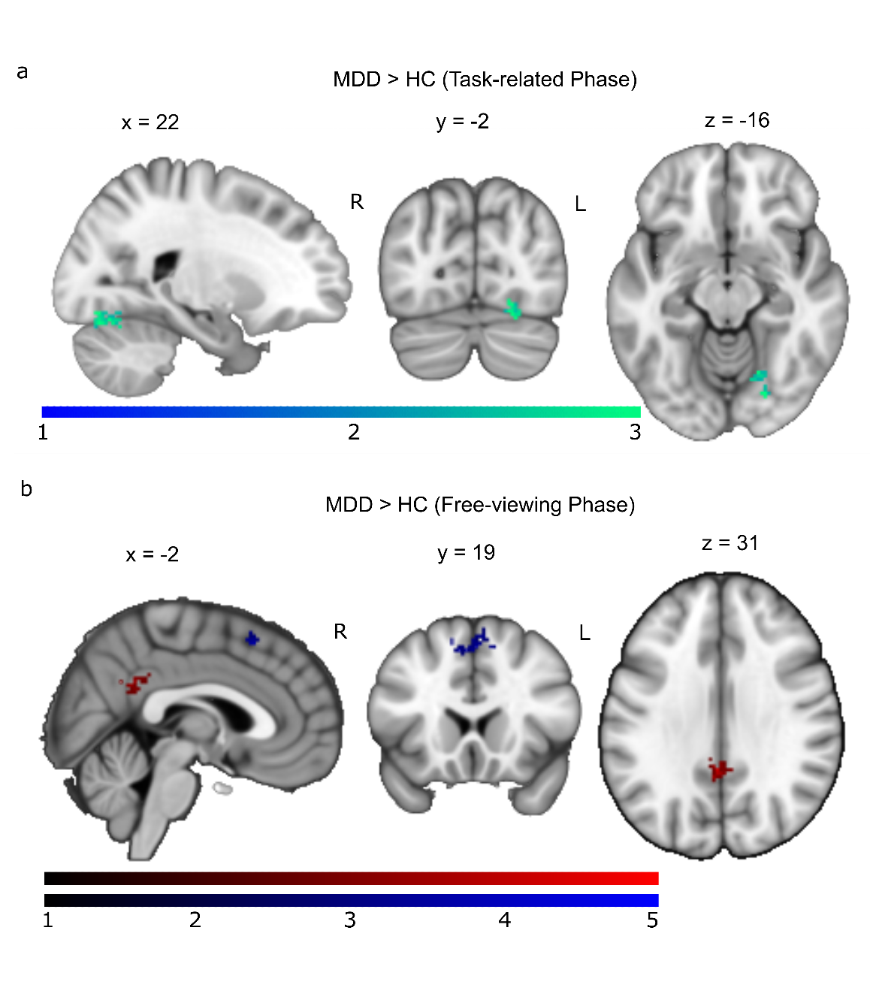 a
MDD > HC (Task-related Phase)
x = 22
y = -2
z = -16
R
L
1
2
3
b
MDD > HC (Free-viewing Phase)
x = -2
y = 19
z = 31
R
L
1
2
3
4
5